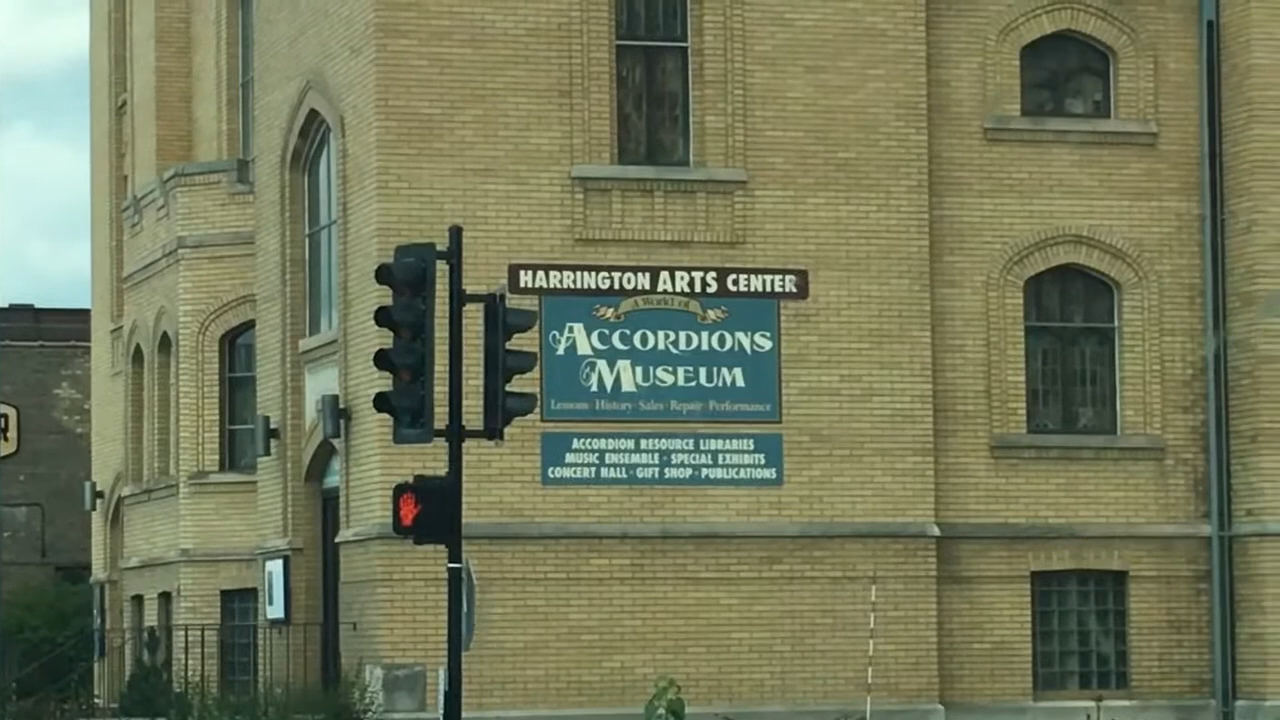 HARRINGTON ARTS CENTER
A World of
ACCORDIONS
MUSEUM
Lessons · History · Sales · Repair · Performance
ACCORDION RESOURCE LIBRARIES
MUSIC ENSEMBLE · SPECIAL EXHIBITS
CONCERT HALL · GIFT SHOP · PUBLICATIONS
R